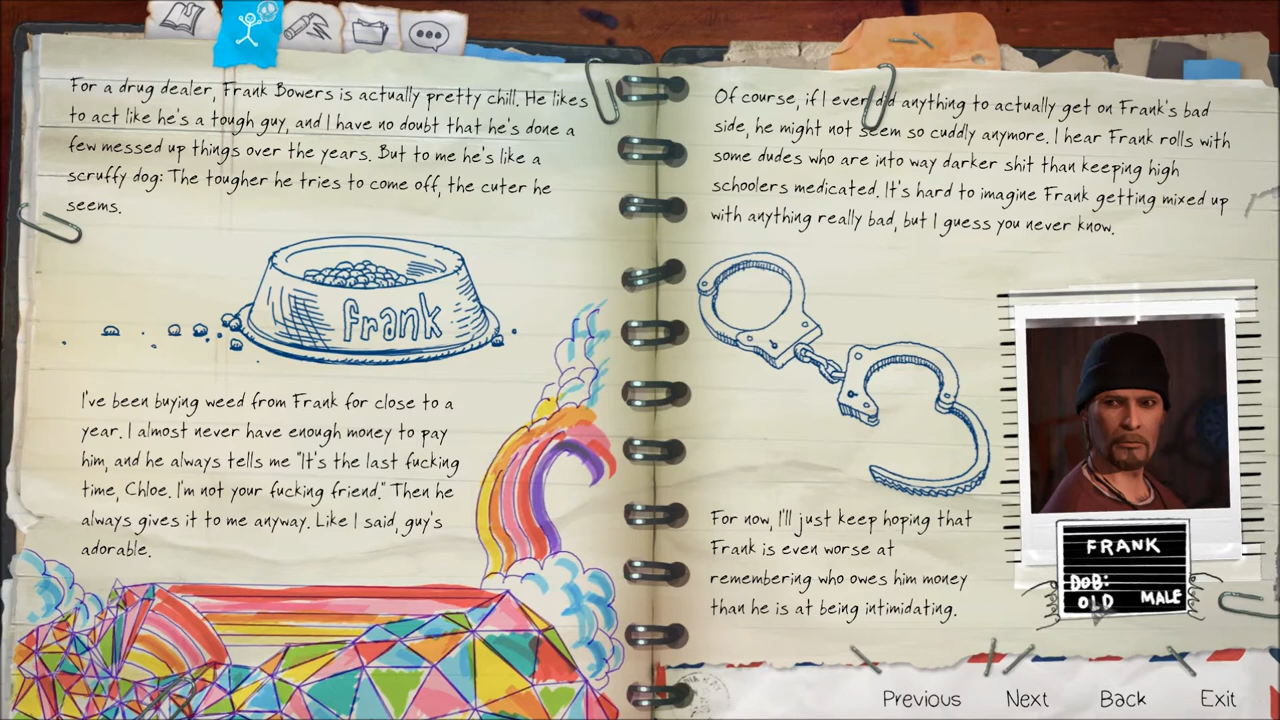 For a drug dealer, Frank Bowers is actually pretty chill. He likes
to act like he's a tough guy, and I have no doubt that he's done a
few messed up things over the years. But to me he's like a
scruffy dog: The tougher he tries to come off, the cuter he
seems.
frank
I've been buying weed from Frank for close to a
year. I almost never have enough money to pay
him, and he always tells me "It's the last fucking
time, Chloe. I'm not your fucking friend." Then he
always gives it to me anyway. Like I said, guy's
adorable.
Of course, if I ever did anything to actually get on Frank's bad
side, he might not seem so cuddly anymore. I hear Frank rolls with
some dudes who are into way darker shit than keeping high
schoolers medicated. It's hard to imagine Frank getting mixed up
with anything really bad, but I guess you never know.
For now, I'll just keep hoping that
Frank is even worse at
remembering who owes him money
than he is at being intimidating.
FRANK
DOB:
OLD MALE
Previous Next Back Exit